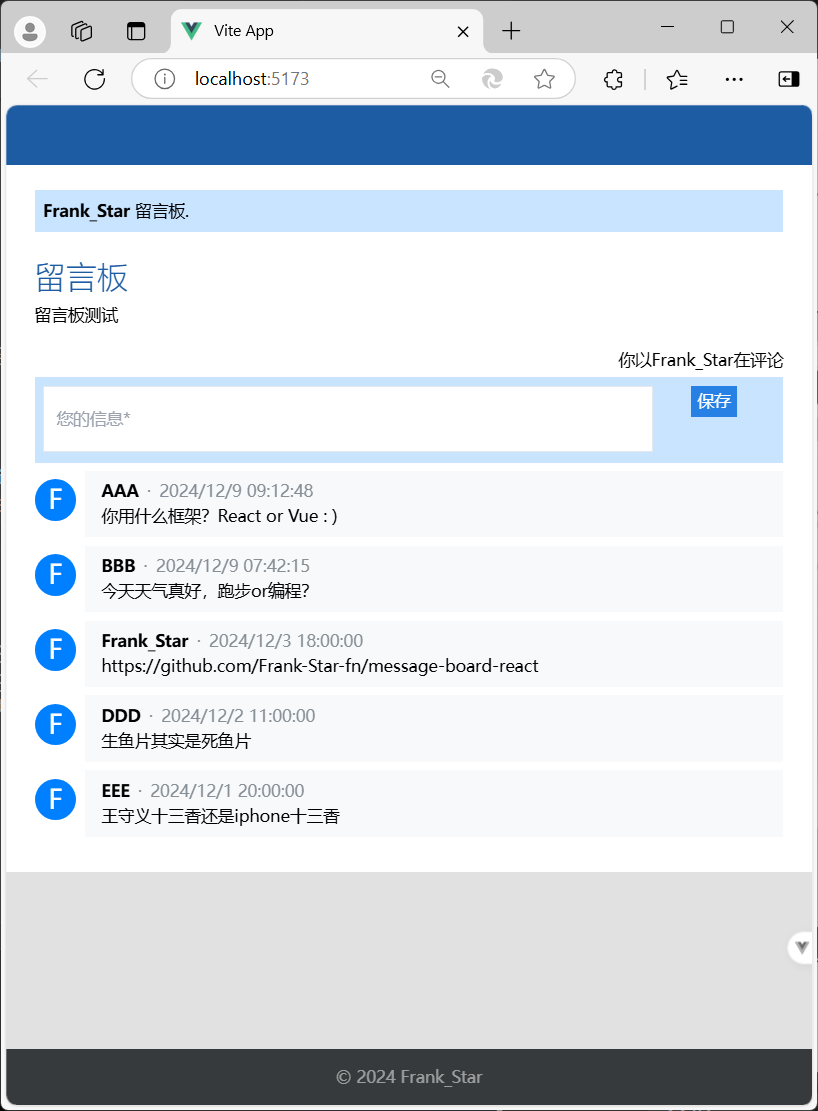 Vite App
localhost:5173
Frank_Star 留言板.
留言板
留言板测试
你以Frank_Star在评论
您的信息*
保存
F
AAA · 2024/12/9 09:12:48
你用什么框架？React or Vue : )
F
BBB · 2024/12/9 07:42:15
今天天气真好，跑步or编程？
F
Frank_Star · 2024/12/3 18:00:00
https://github.com/Frank-Star-fn/message-board-react
F
DDD · 2024/12/2 11:00:00
生鱼片其实是死鱼片
F
EEE · 2024/12/1 20:00:00
王守义十三香还是iphone十三香
© 2024 Frank_Star